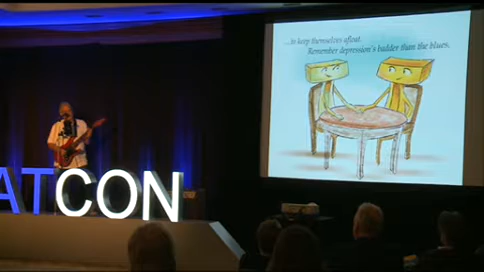 ... to keep themselves afloat.
Remember depression's badder than the blues.
ATCON